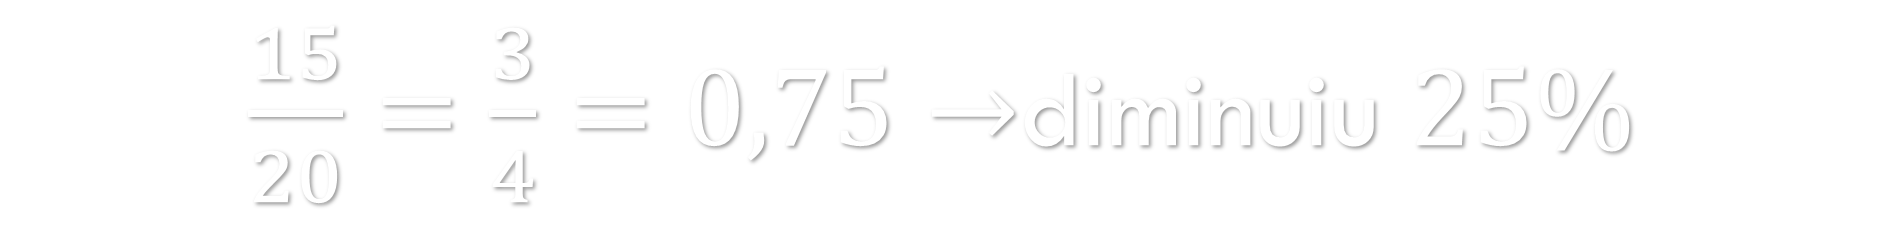 15/20 = 3/4 = 0,75 →diminuiu 25%